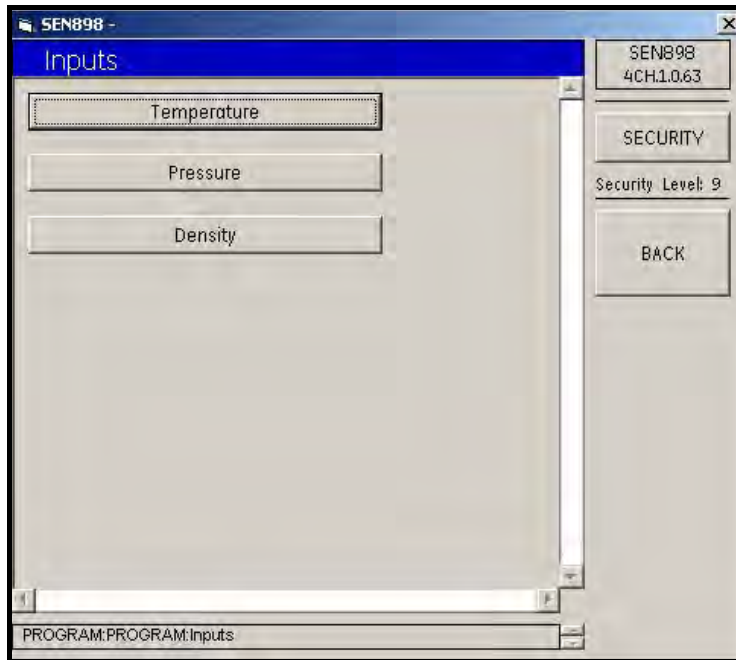 SEN898 -
Inputs
SEN898
4CH.1.0.63
Temperature
SECURITY
Pressure
Security Level: 9
Density
BACK
PROGRAM:PROGRAM:Inputs